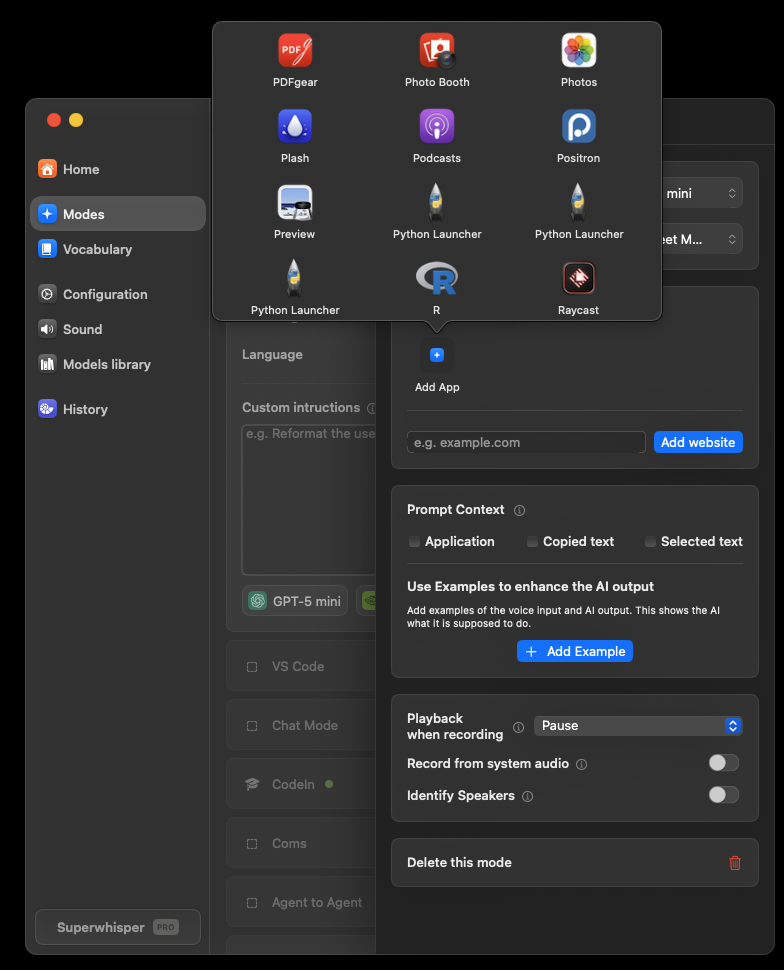 PDFgear
Photo Booth
Photos
Plash
Podcasts
Positron
Preview
Python Launcher
Python Launcher
Python Launcher
R
Raycast
Home
Modes
Vocabulary
Configuration
Sound
Models library
History
Superwhisper PRO
mini
eet M...
Language
Custom intructions
e.g. Reformat the use
GPT-5 mini
VS Code
Chat Mode
CodeIn
Coms
Agent to Agent
Add App
e.g. example.com
Add website
Prompt Context
Application
Copied text
Selected text
Use Examples to enhance the AI output
Add examples of the voice input and AI output. This shows the AI
what it is supposed to do.
+ Add Example
Playback
when recording
Pause
Record from system audio
Identify Speakers
Delete this mode